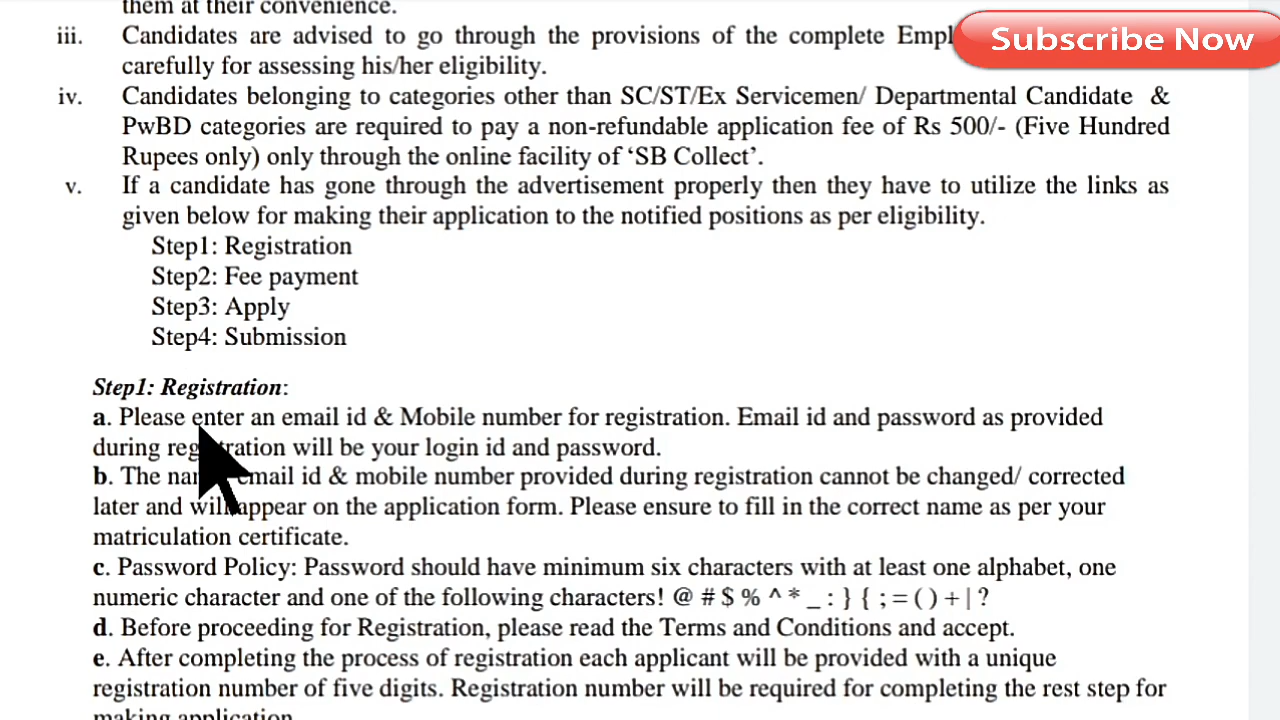 them at their convenience.
iii. Candidates are advised to go through the provisions of the complete
Subscribe Now
carefully for assessing his/her eligibility.
iv. Candidates belonging to categories other than SC/ST/Ex Servicemen/ Departmental Candidate &
PwBD categories are required to pay a non-refundable application fee of Rs 500/- (Five Hundred
Rupees only) only through the online facility of ‘SB Collect’.
v. If a candidate has gone through the advertisement properly then they have to utilize the links as
given below for making their application to the notified positions as per eligibility.
Step1: Registration
Step2: Fee payment
Step3: Apply
Step4: Submission
Step1: Registration:
a. Please enter an email id & Mobile number for registration. Email id and password as provided
during registration will be your login id and password.
b. The email id & mobile number provided during registration cannot be changed/ corrected
later and will appear on the application form. Please ensure to fill in the correct name as per your
matriculation certificate.
c. Password Policy: Password should have minimum six characters with at least one alphabet, one
numeric character and one of the following characters! @ # $ % ^ * _ : } { ; = ( ) + | ?
d. Before proceeding for Registration, please read the Terms and Conditions and accept.
e. After completing the process of registration each applicant will be provided with a unique
registration number of five digits. Registration number will be required for completing the rest step for
making application